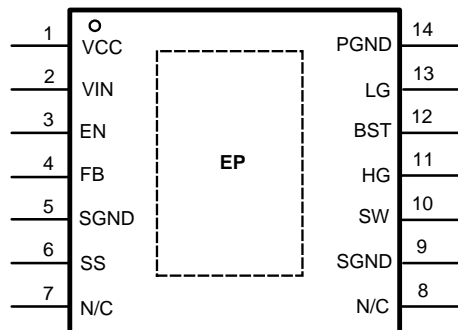 1 VCC PGND 14
2 VIN LG 13
3 EN BST 12
4 FB EP HG 11
5 SGND SW 10
6 SS SGND 9
7 N/C N/C 8